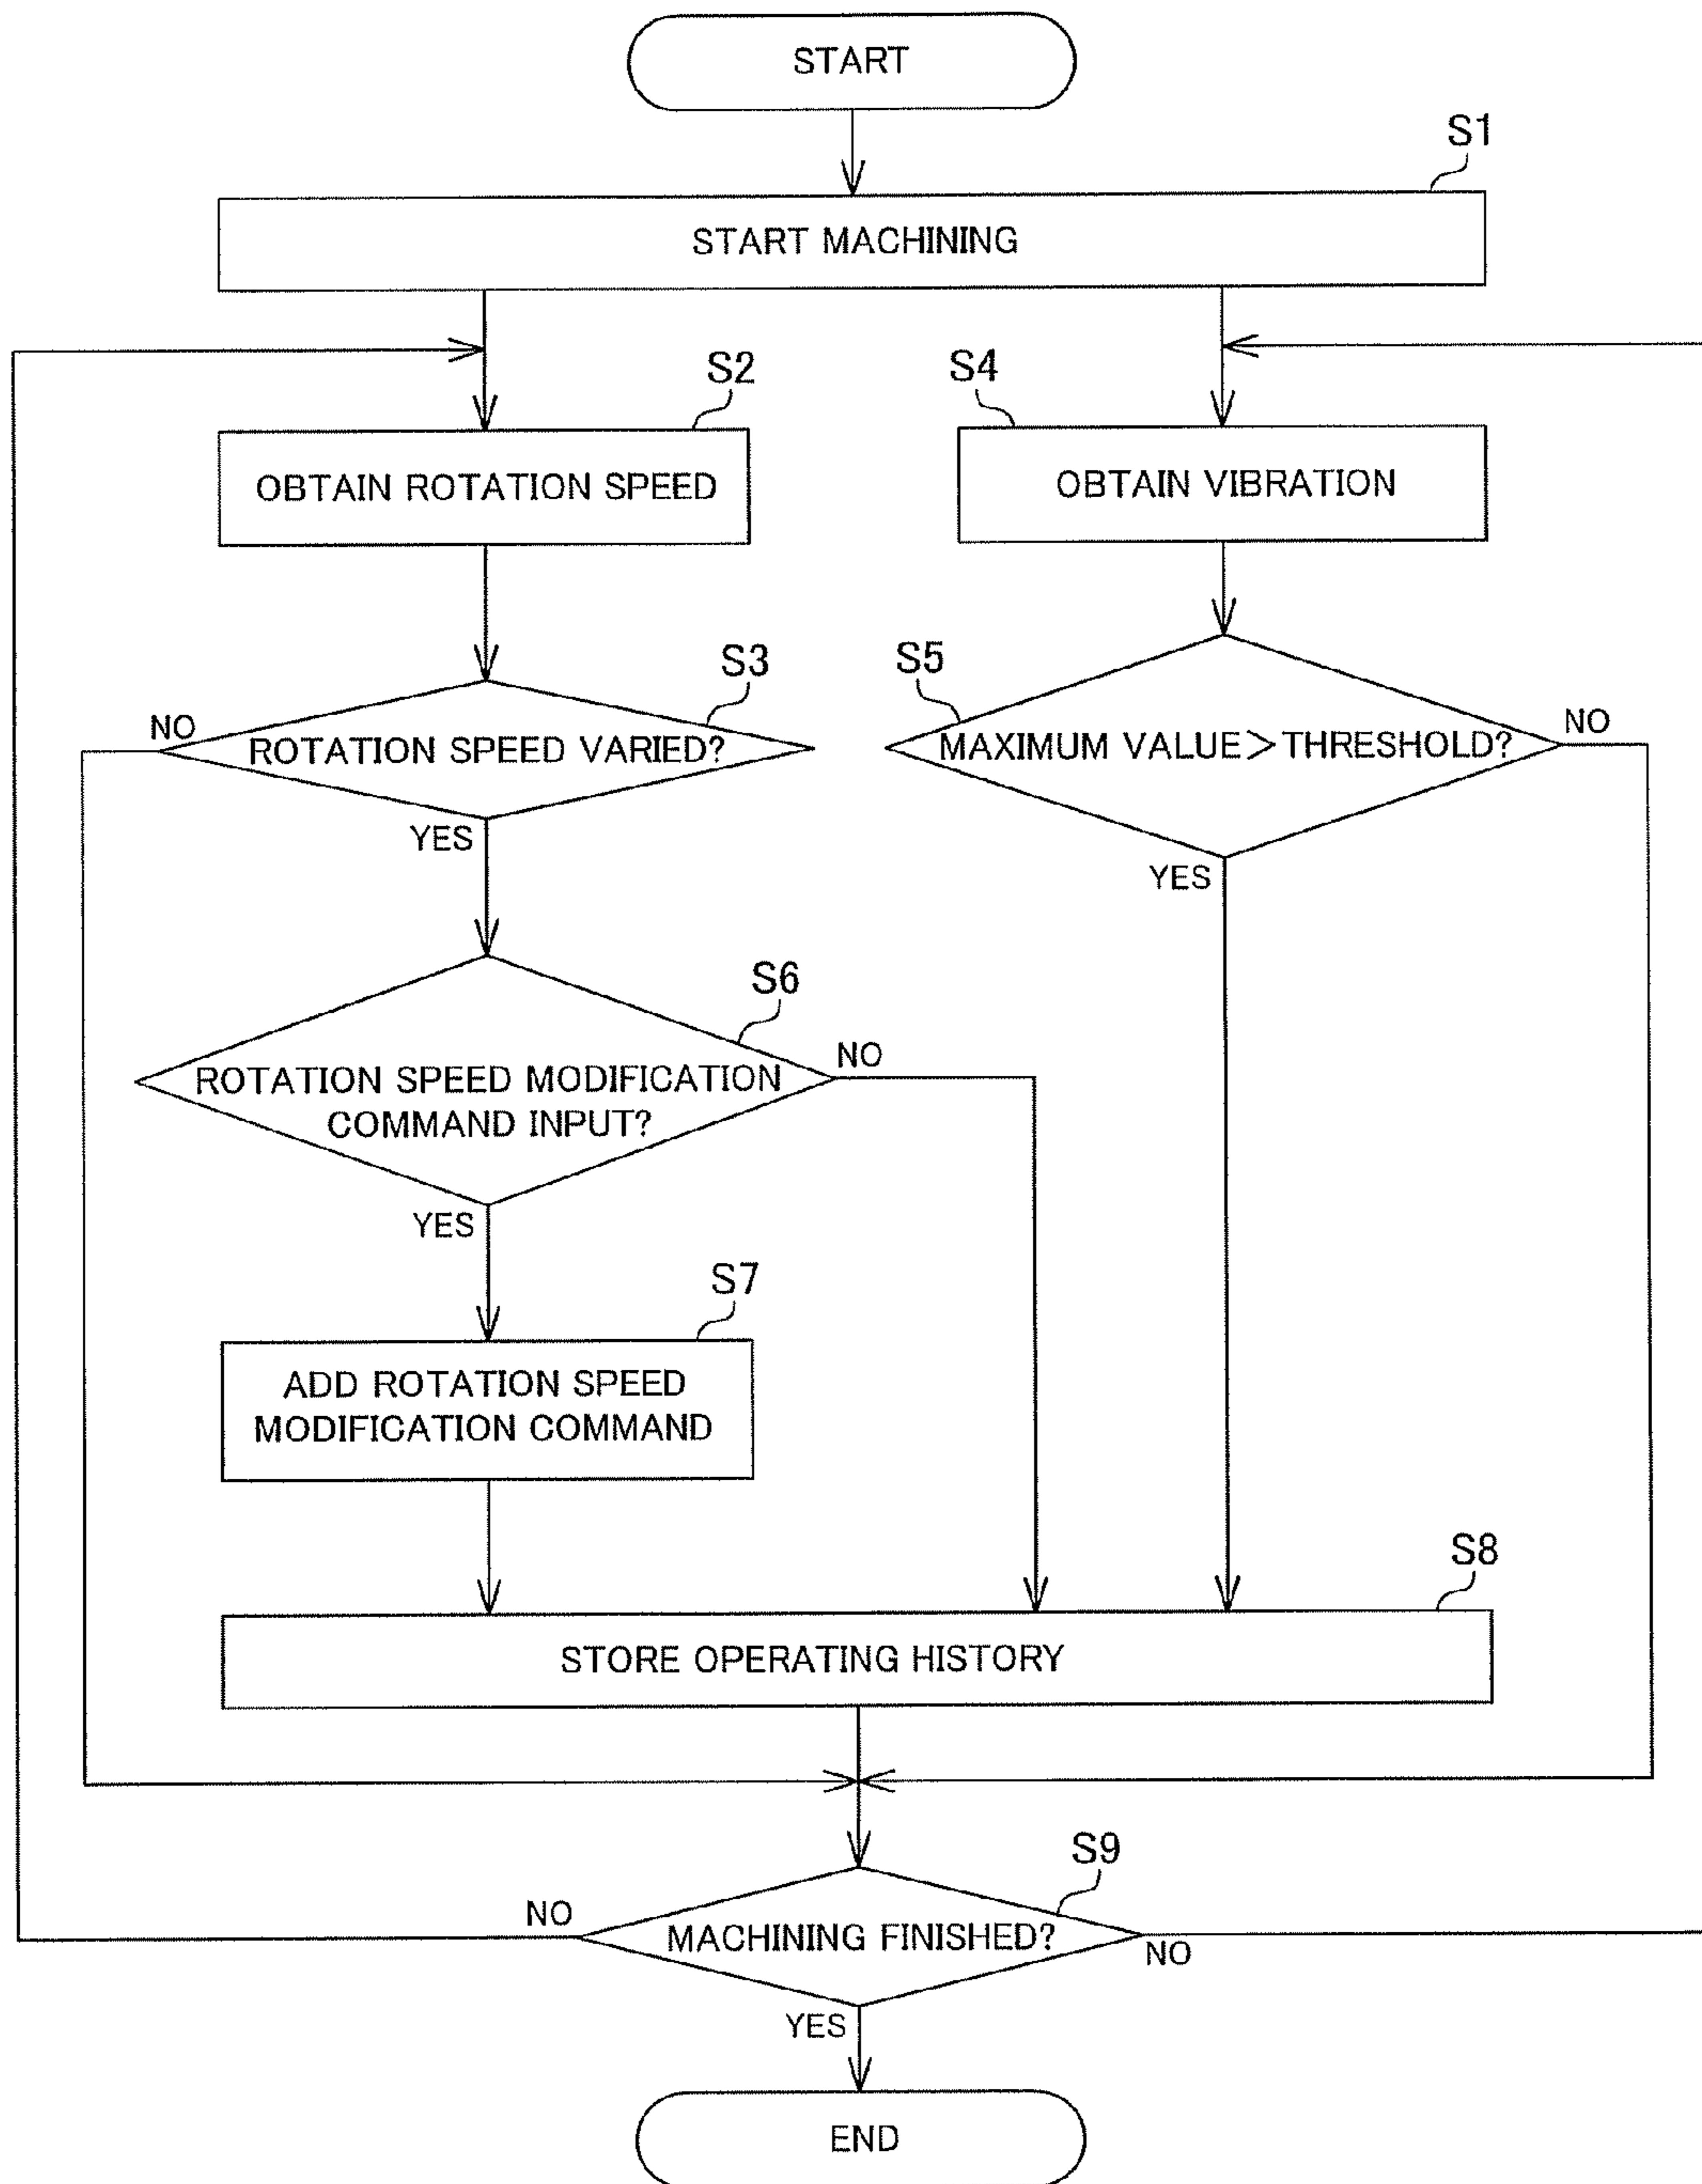 START
S1
START MACHINING
S2
S4
OBTAIN ROTATION SPEED
OBTAIN VIBRATION
S3
S5
NO
ROTATION SPEED VARIED?
YES
MAXIMUM VALUE>THRESHOLD?
NO
YES
S6
ROTATION SPEED MODIFICATION
COMMAND INPUT?
NO
YES
S7
ADD ROTATION SPEED
MODIFICATION COMMAND
S8
STORE OPERATING HISTORY
S9
NO
MACHINING FINISHED?
NO
YES
END